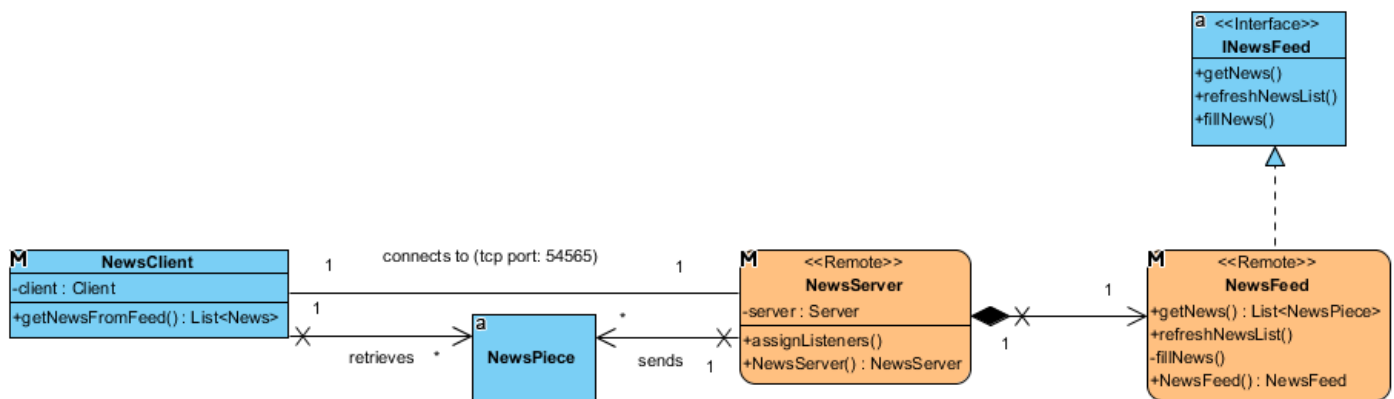 a <<Interface>>
INewsFeed
+getNews()
+refreshNewsList()
+fillNews()
M NewsClient
-client : Client
+getNewsFromFeed() : List<News>
1 connects to (tcp port: 54565) 1
1
retrieves *
a
NewsPiece
*
sends 1
M <<Remote>>
NewsServer
-server : Server
+assignListeners()
+NewsServer() : NewsServer
1
1
M <<Remote>>
NewsFeed
+getNews() : List<NewsPiece>
+refreshNewsList()
-fillNews()
+NewsFeed() : NewsFeed